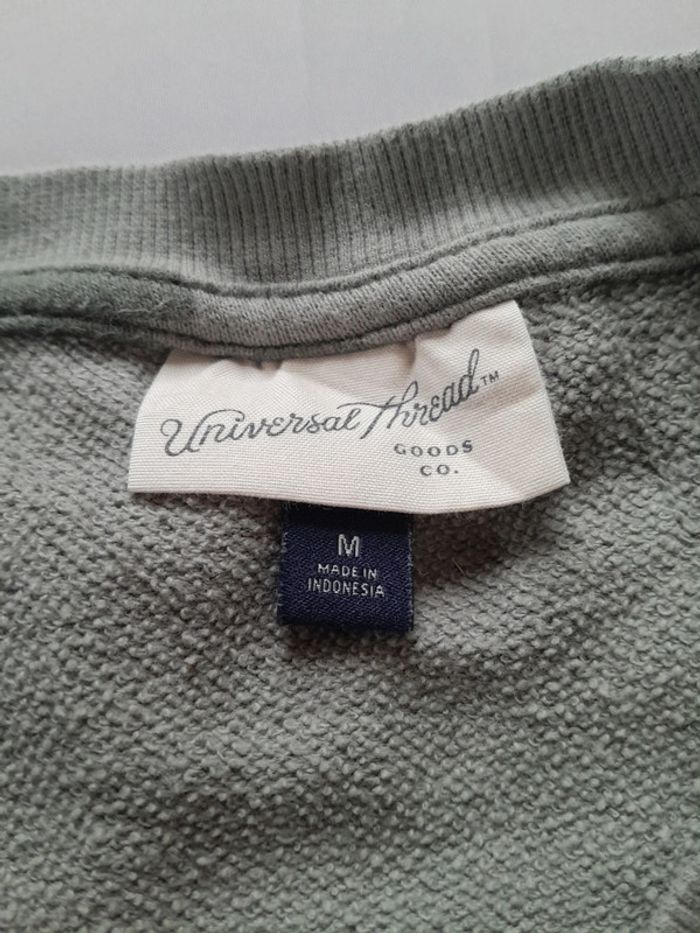 Universal Thread™
GOODS
CO.
M
MADE IN
INDONESIA